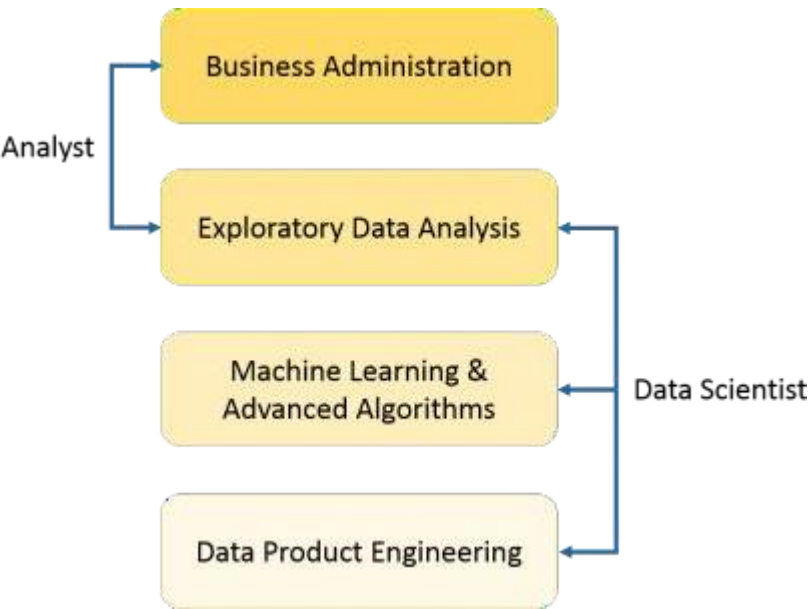 Business Administration
Analyst
Exploratory Data Analysis
Machine Learning &
Advanced Algorithms
Data Scientist
Data Product Engineering